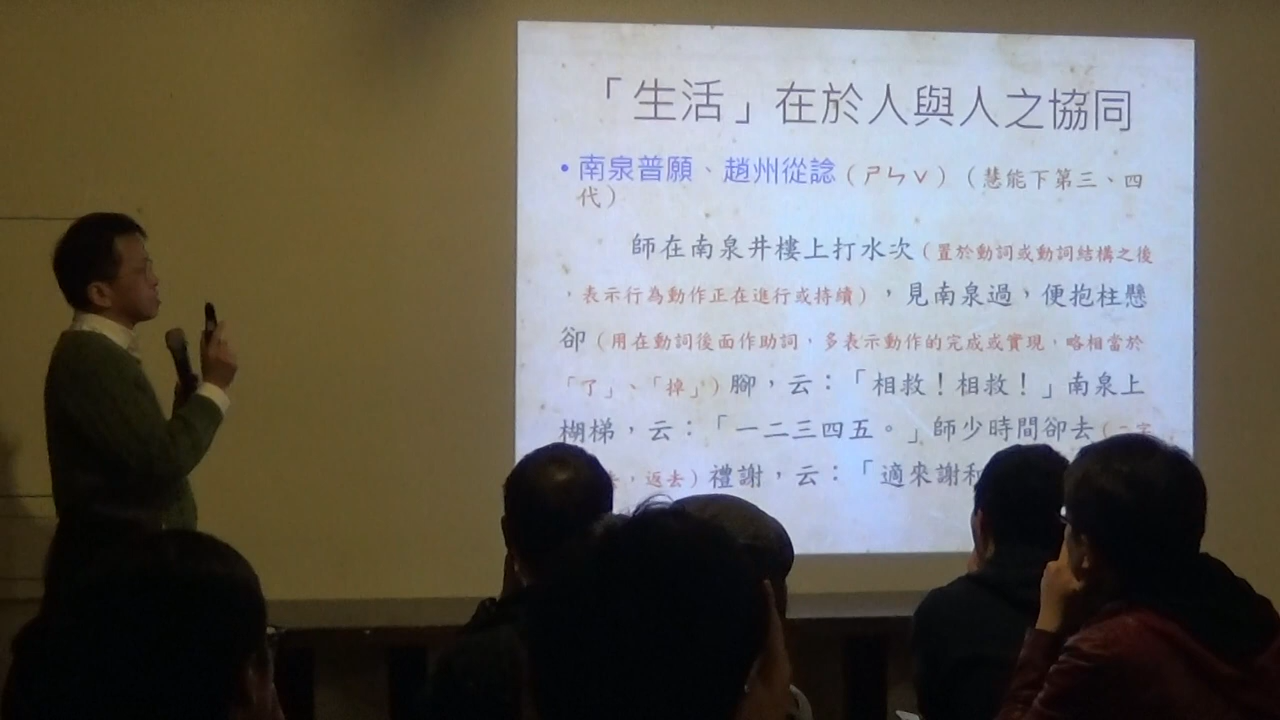 「生活」在於人與人之協同
•南泉普願、趙州從諗（ㄕㄣˇ）（慧能下第三、四
代）
師在南泉井樓上打水次（置於動詞或動詞結構之後
，表示行為動作正在進行或持續），見南泉過，便抱柱懸
卻（用在動詞後面作助詞，多表示動作的完成或實現，略相當於
「了」、「掉」）腳，云：「相救！相救！」南泉上
楜梯，云：「一二三四五。」師少時間卻去（二字
，返去）禮謝，云：「適來謝和